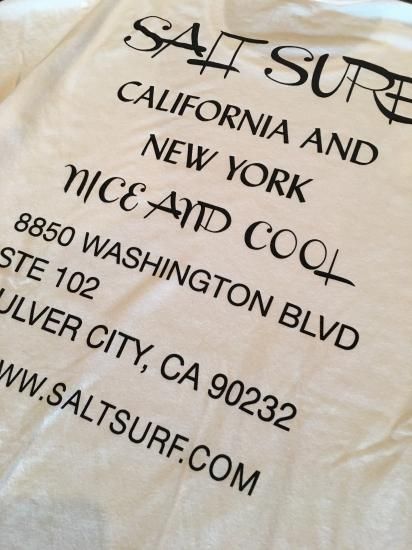 SALT SURF
CALIFORNIA AND
NEW YORK
NICE AND COOL
8850 WASHINGTON BLVD
STE 102
ULVER CITY, CA 90232
WW.SALTSURF.COM